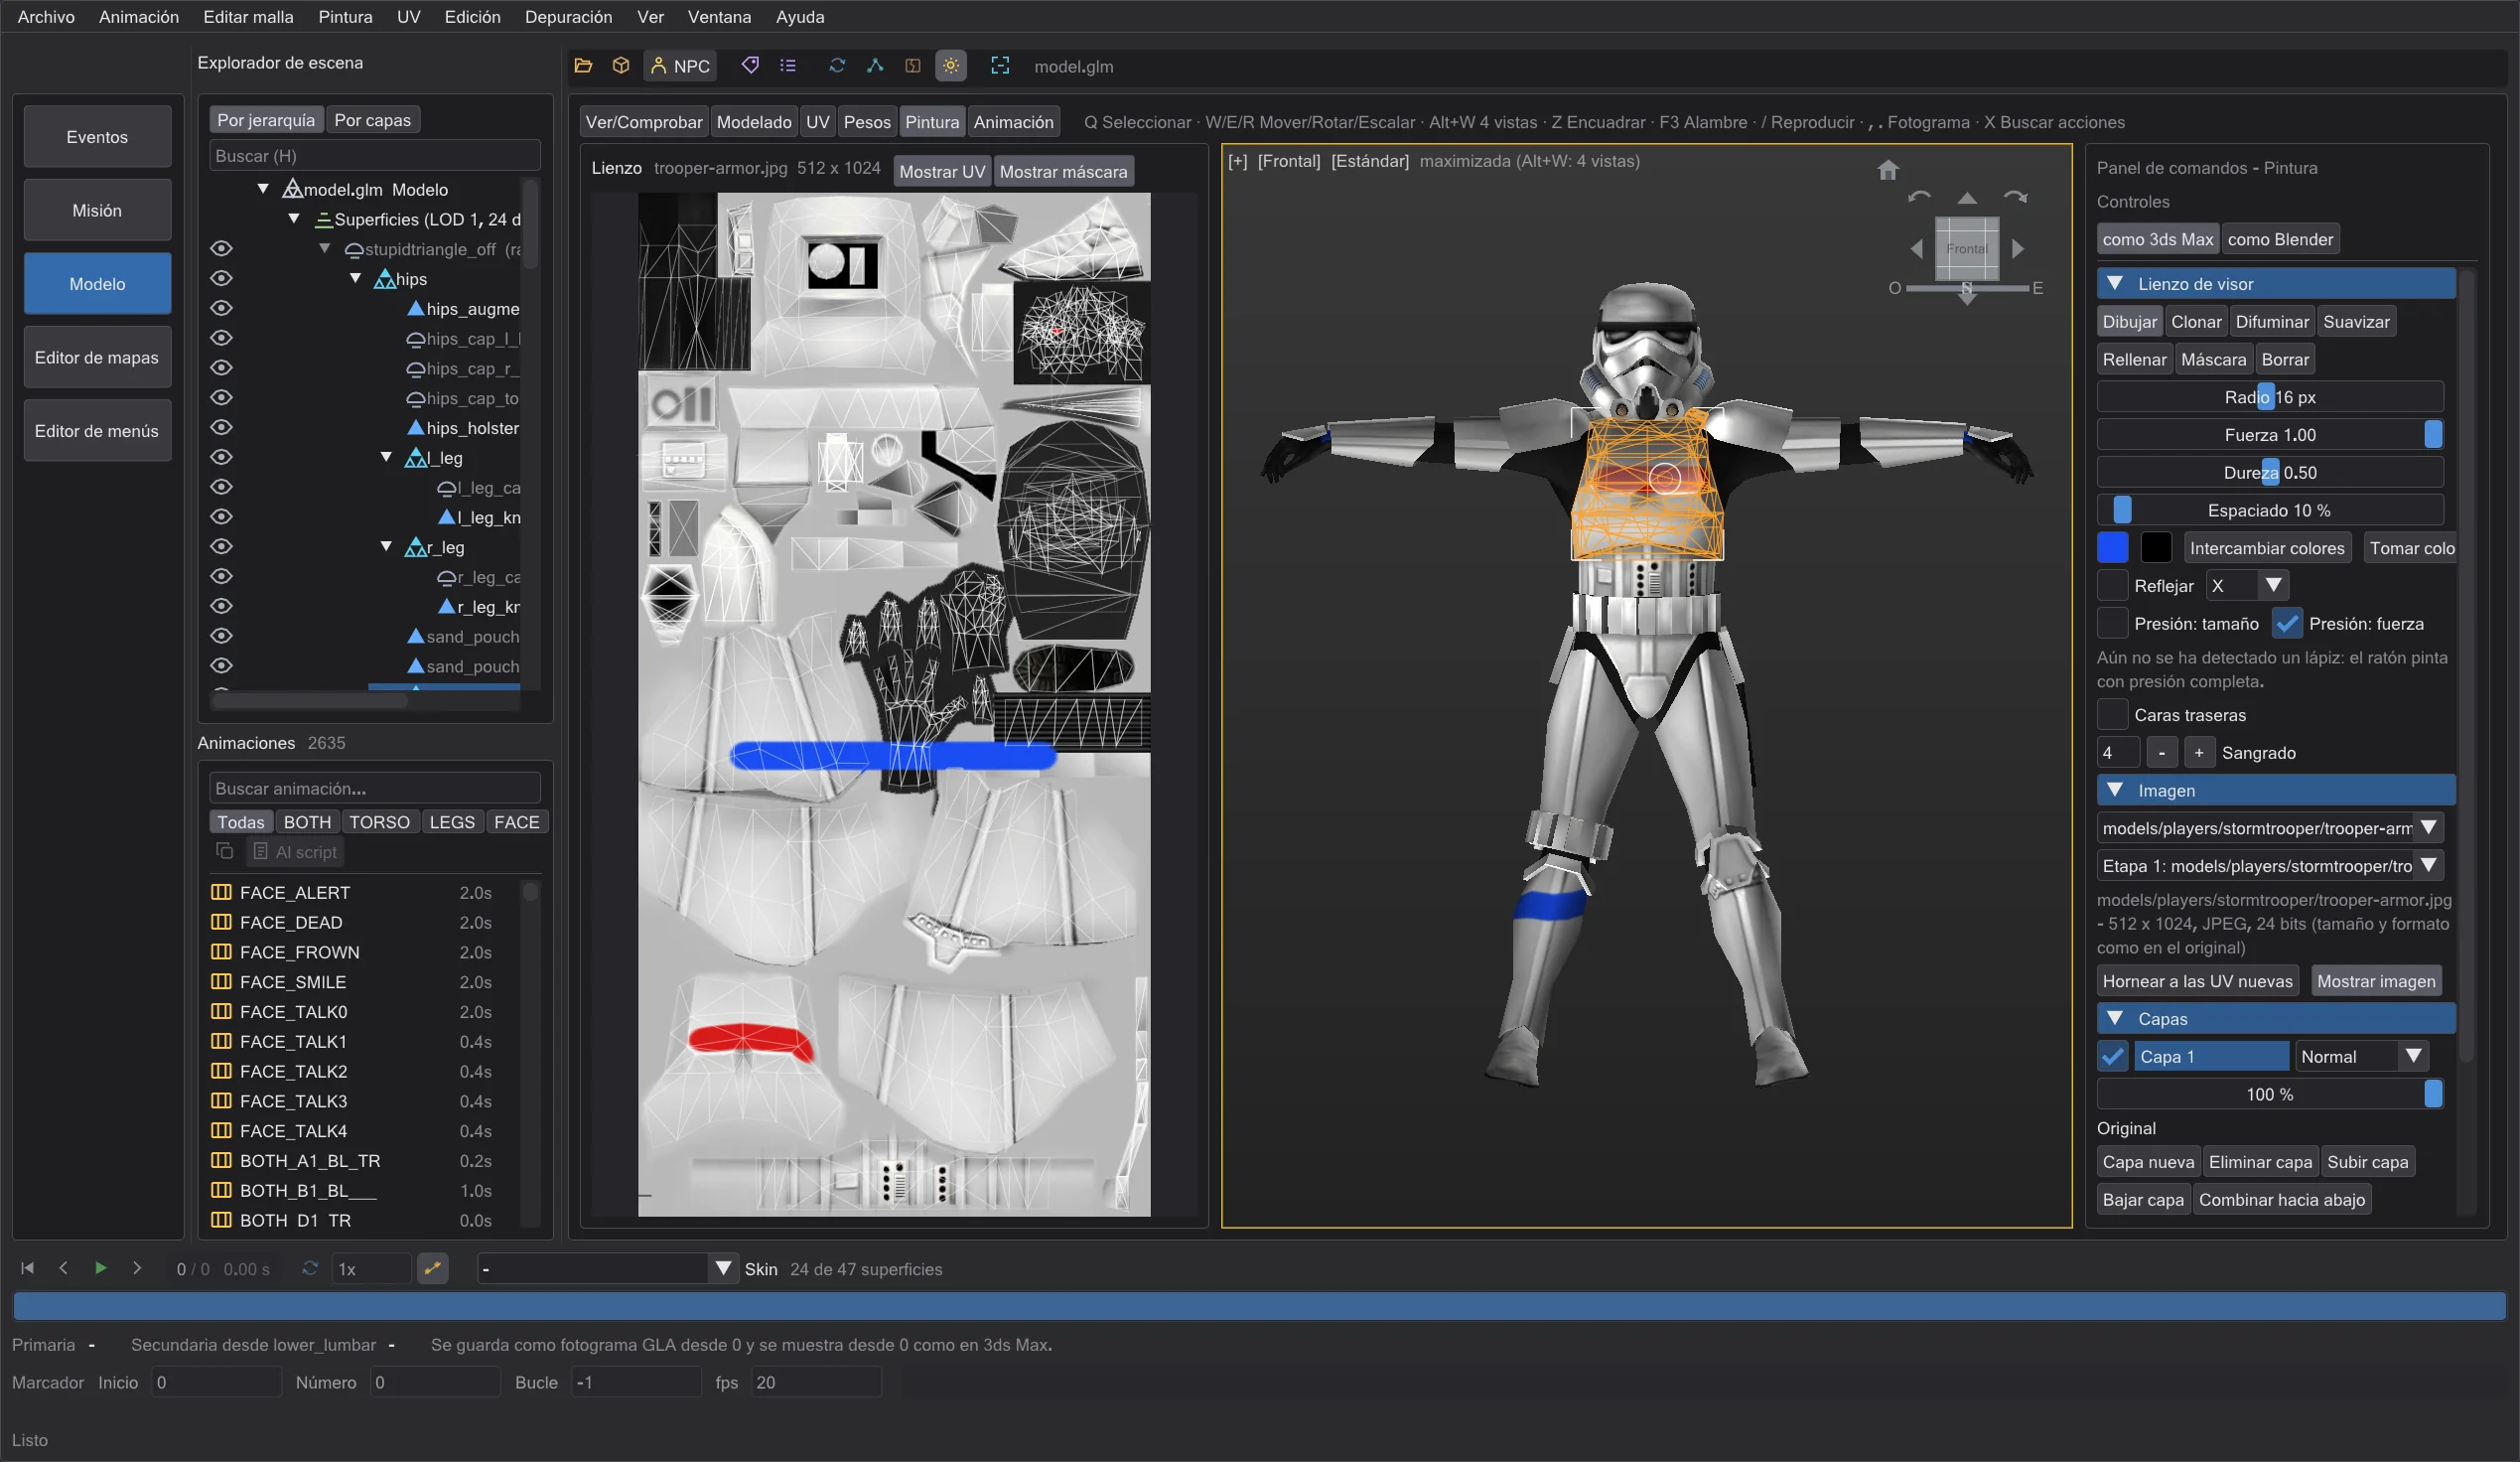 Archivo Animación Editar malla Pintura UV Edición Depuración Ver Ventana Ayuda
Explorador de escena
NPC model.glm
Eventos
Misión
Modelo
Editor de mapas
Editor de menús
Por jerarquía Por capas
Buscar (H)
model.glm Modelo
Superficies (LOD 1, 24 d
stupidtriangle_off (ra
hips
hips_augme
hips_cap_l_l
hips_cap_r_
hips_cap_to
hips_holster
l_leg
l_leg_ca
l_leg_kn
r_leg
r_leg_ca
r_leg_kr
sand_pouch
sand_pouch
Animaciones 2635
Buscar animación...
Todas BOTH TORSO LEGS FACE
Al script
FACE_ALERT 2.0s
FACE_DEAD 2.0s
FACE_FROWN 2.0s
FACE_SMILE 2.0s
FACE_TALK0 2.0s
FACE_TALK1 0.4s
FACE_TALK2 0.4s
FACE_TALK3 0.4s
FACE_TALK4 0.4s
BOTH_A1_BL_TR 0.2s
BOTH_B1_BL___ 1.0s
BOTH_D1_TR 0.0s
Ver/Comprobar Modelado UV Pesos Pintura Animación Q Seleccionar · W/E/R Mover/Rotar/Escalar · Alt+W 4 vistas · Z Encuadrar · F3 Alambre · / Reproducir · , . Fotograma · X Buscar acciones
Lienzo trooper-armor.jpg 512 x 1024 Mostrar UV Mostrar máscara
[+] [Frontal] [Estándar] maximizada (Alt+W: 4 vistas)
Frontal
O S E
Panel de comandos - Pintura
Controles
como 3ds Max como Blender
Lienzo de visor
Dibujar Clonar Difuminar Suavizar
Rellenar Máscara Borrar
Radio 16 px
Fuerza 1.00
Dureza 0.50
Espaciado 10 %
Intercambiar colores Tomar colo
Reflejar X
Presión: tamaño Presión: fuerza
Aún no se ha detectado un lápiz: el ratón pinta
con presión completa.
Caras traseras
4 - + Sangrado
Imagen
models/players/stormtrooper/trooper-arm
Etapa 1: models/players/stormtrooper/tro
models/players/stormtrooper/trooper-armor.jpg
- 512 x 1024, JPEG, 24 bits (tamaño y formato
como en el original)
Hornear a las UV nuevas Mostrar imagen
Capas
Capa 1 Normal
100 %
Original
Capa nueva Eliminar capa Subir capa
Bajar capa Combinar hacia abajo
0 / 0 0.00 s 1x - Skin 24 de 47 superficies
Primaria - Secundaria desde lower_lumbar - Se guarda como fotograma GLA desde 0 y se muestra desde 0 como en 3ds Max.
Marcador Inicio 0 Número 0 Bucle -1 fps 20
Listo